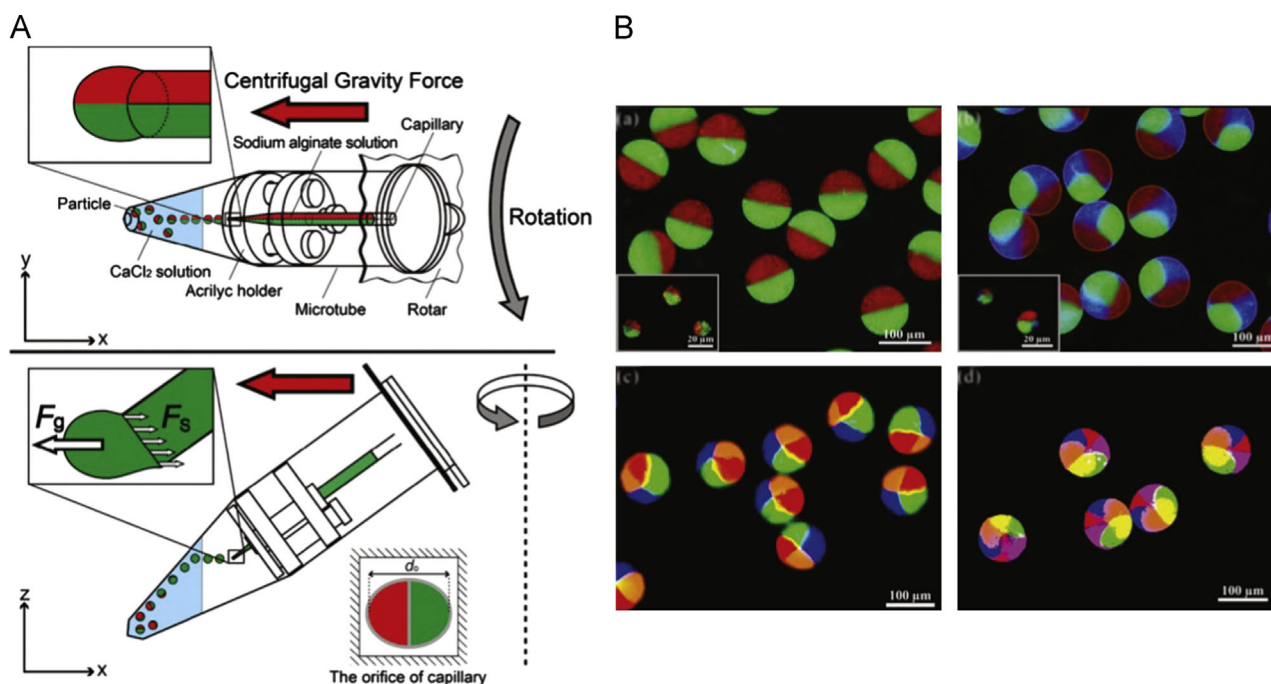 A
B
Centrifugal Gravity Force
Capillary
Sodium alginate solution
Particle
Rotation
CaCl₂ solution
Acrilyc holder
Microtube
Rotar
y
x
Fg
Fs
do
z
x
The orifice of capillary
(a)
20 µm
100 µm
(b)
20 µm
100 µm
(c)
100 µm
(d)
100 µm